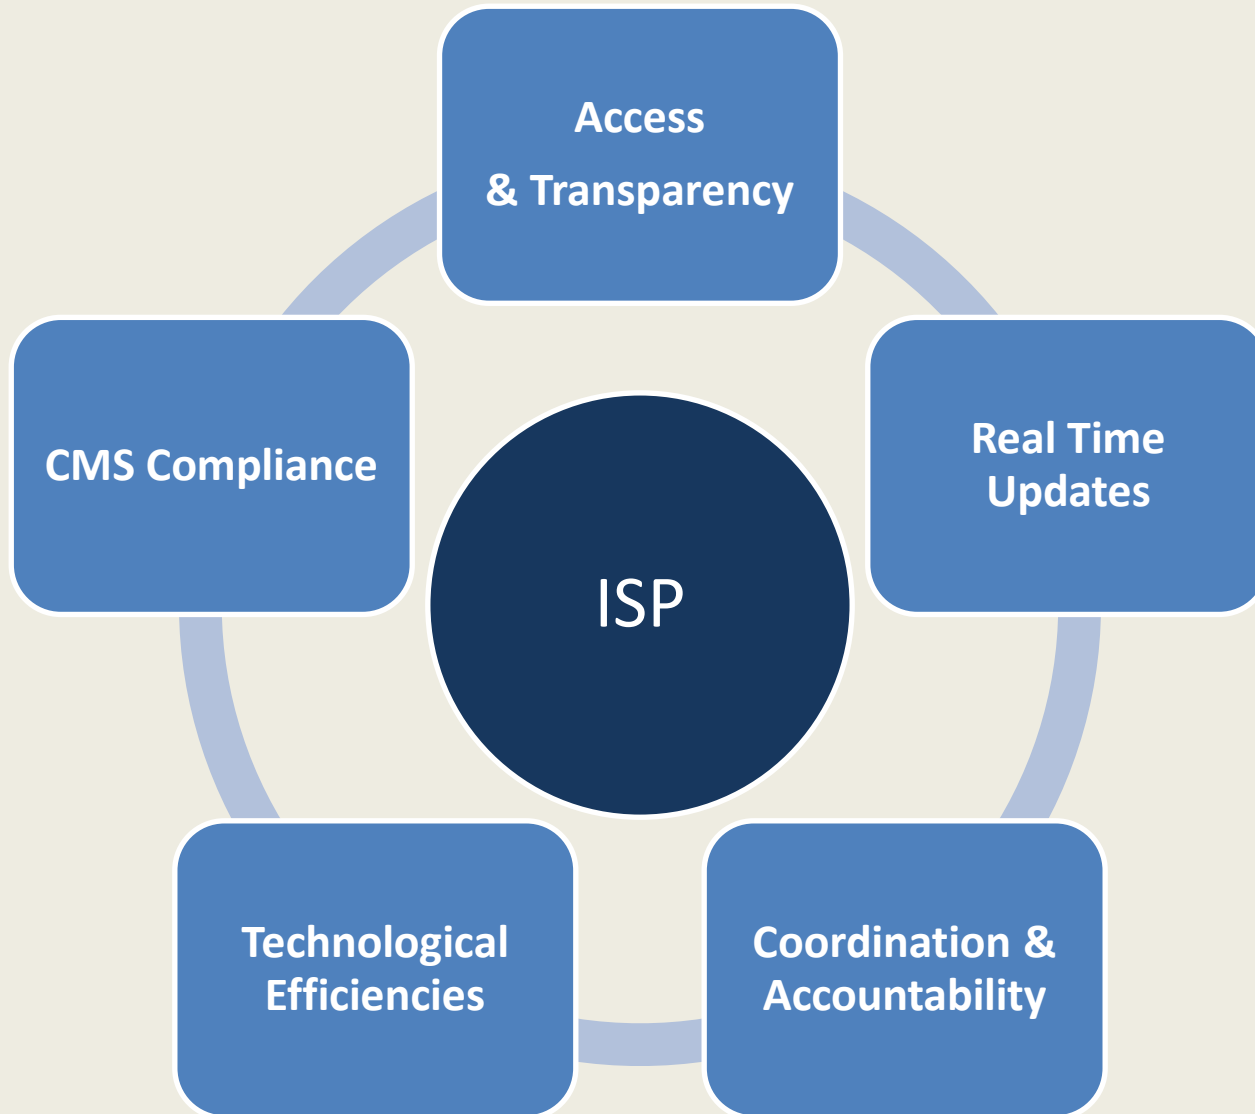 Access
& Transparency
Real Time
Updates
Coordination &
Accountability
Technological
Efficiencies
CMS Compliance
ISP